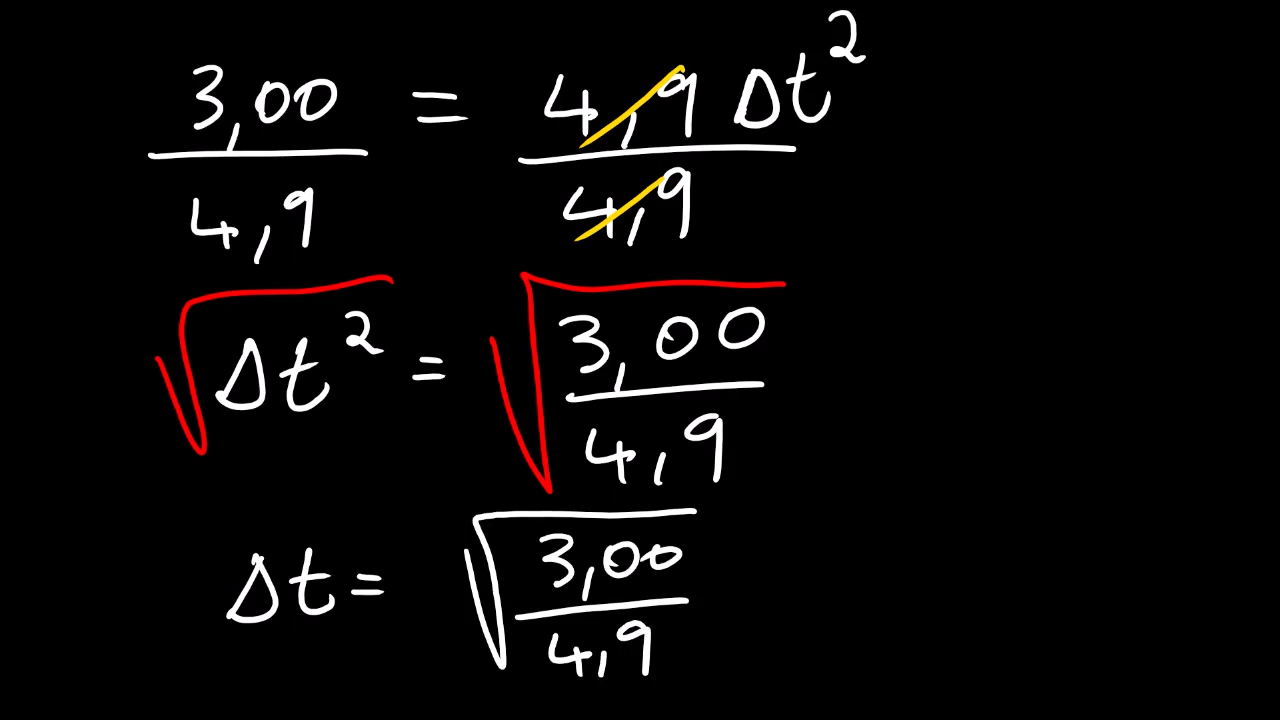 3,00/4,9 = 4,9 Δt²/4,9
√Δt² = √3,00/4,9
Δt = √3,00/4,9